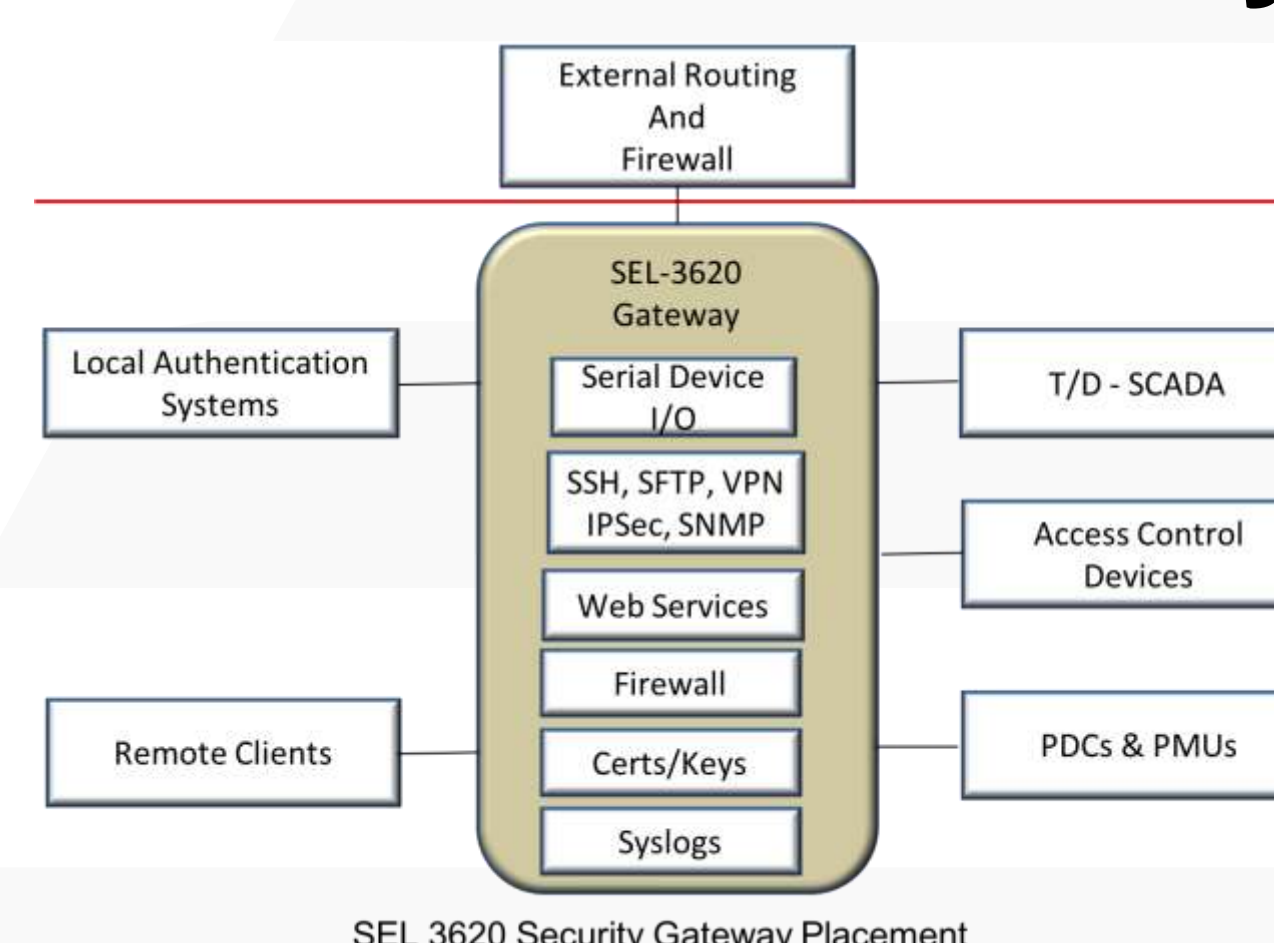 External Routing
And
Firewall
SEL-3620
Gateway
Local Authentication
Systems
Serial Device
I/O
T/D - SCADA
SSH, SFTP, VPN
IPSec, SNMP
Access Control
Devices
Web Services
Firewall
Remote Clients
Certs/Keys
PDCs & PMUs
Syslogs
SEL 3620 Security Gateway Placement